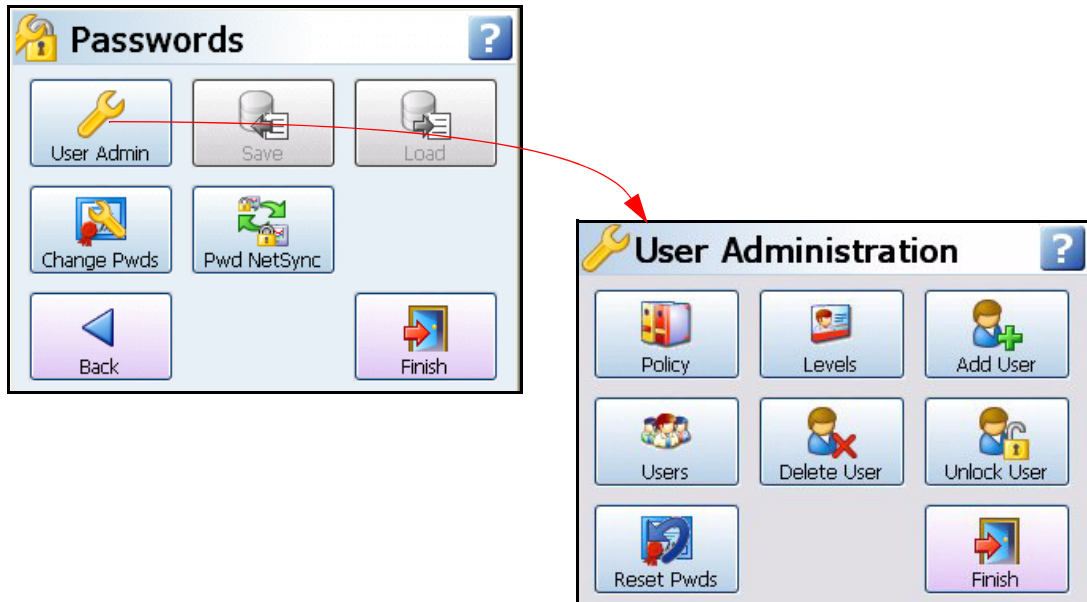 Passwords ?
User Admin Save Load
Change Pwds Pwd NetSync
Back Finish
User Administration ?
Policy Levels Add User
Users Delete User Unlock User
Reset Pwds Finish